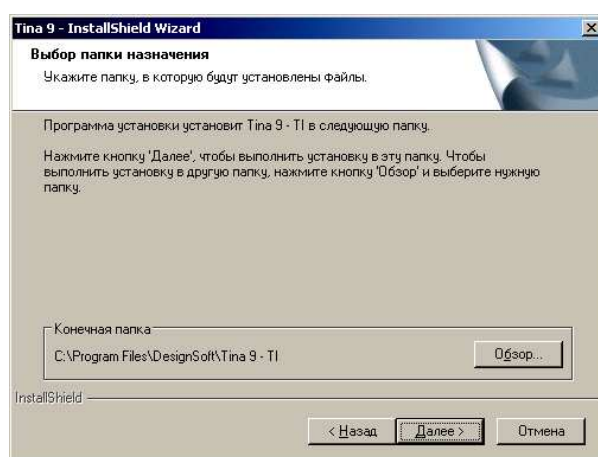 Tina 9 - InstallShield Wizard
Выбор папки назначения
Укажите папку, в которую будут установлены файлы.
Программа установки установит Tina 9 - TI в следующую папку.
Нажмите кнопку 'Далее', чтобы выполнить установку в эту папку. Чтобы
выполнить установку в другую папку, нажмите кнопку 'Обзор' и выберите нужную
папку.
Конечная папка
C:\Program Files\DesignSoft\Tina 9 - TI
Обзор...
InstallShield
< Назад
Далее >
Отмена